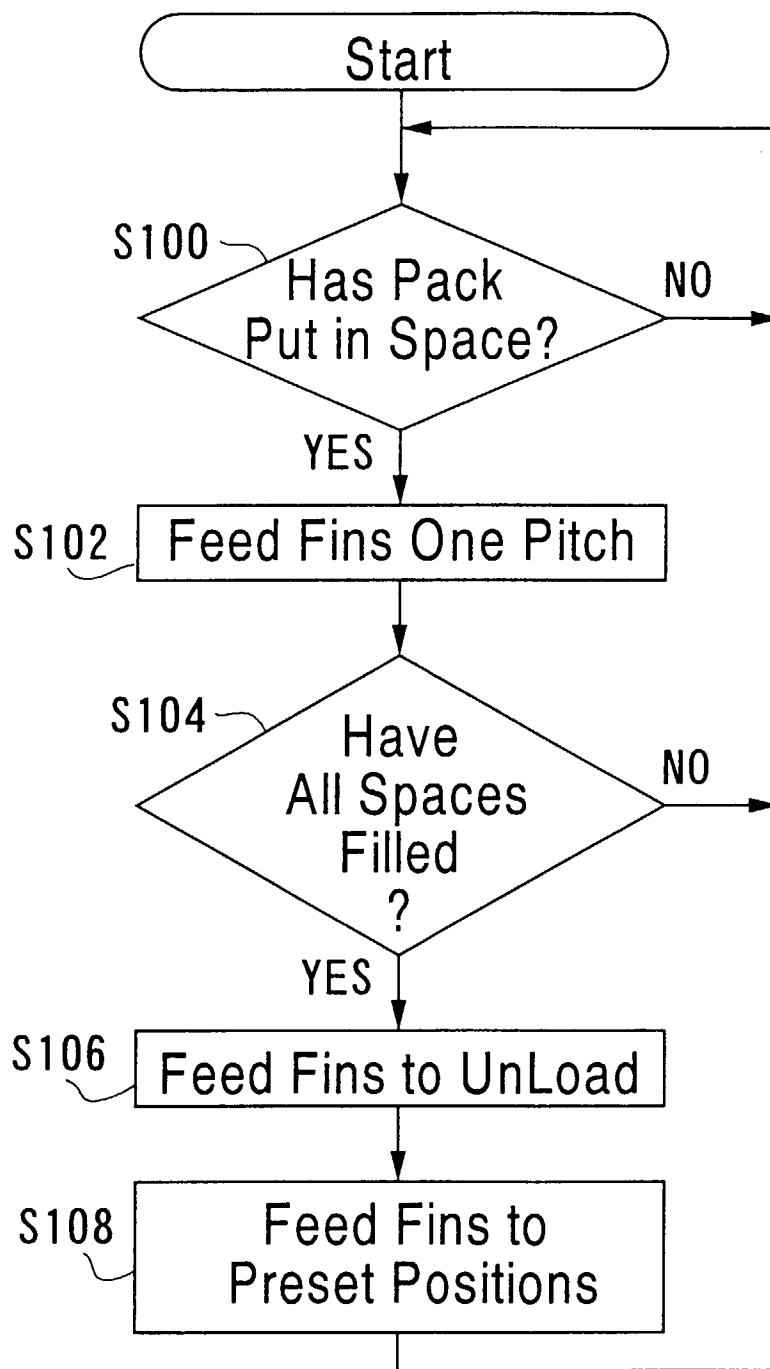 Start
S100
Has Pack
Put in Space?
NO
YES
S102
Feed Fins One Pitch
S104
Have
All Spaces
Filled
?
NO
YES
S106
Feed Fins to UnLoad
S108
Feed Fins to
Preset Positions